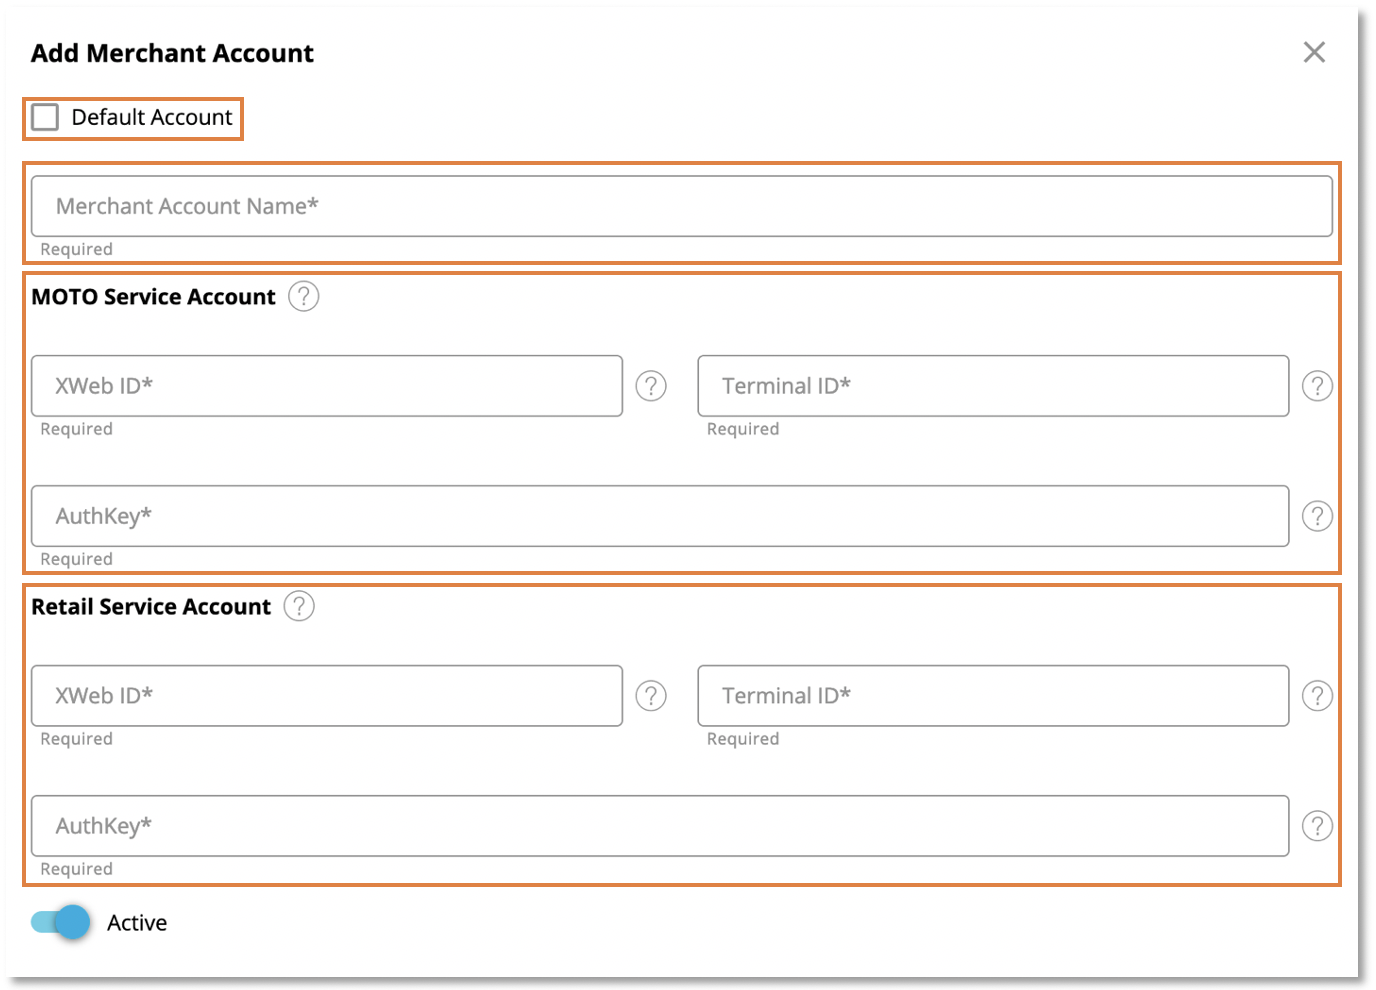 Add Merchant Account
Default Account
Merchant Account Name*
Required
MOTO Service Account ?
XWeb ID* ? Terminal ID* ?
Required Required
AuthKey* ?
Required
Retail Service Account ?
XWeb ID* ? Terminal ID* ?
Required Required
AuthKey* ?
Required
Active